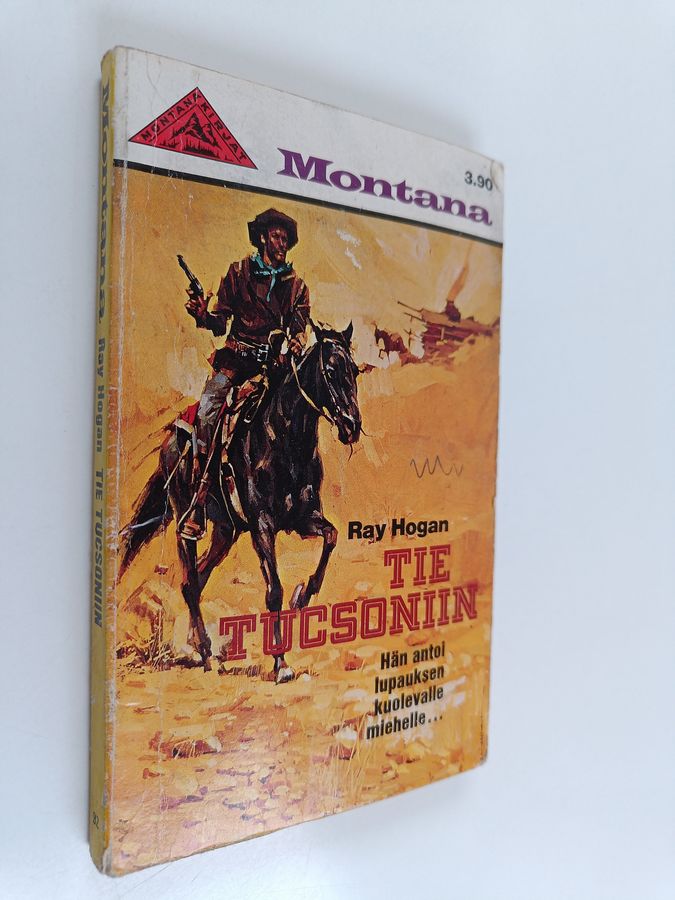 MONTANA
KIRJAT
Montana
3.90
Ray Hogan
TIE
TUCSONIIN
Hän antoi
lupauksen
kuolevalle
miehelle...
Montana Ray Hogan TIE TUCSONIIN